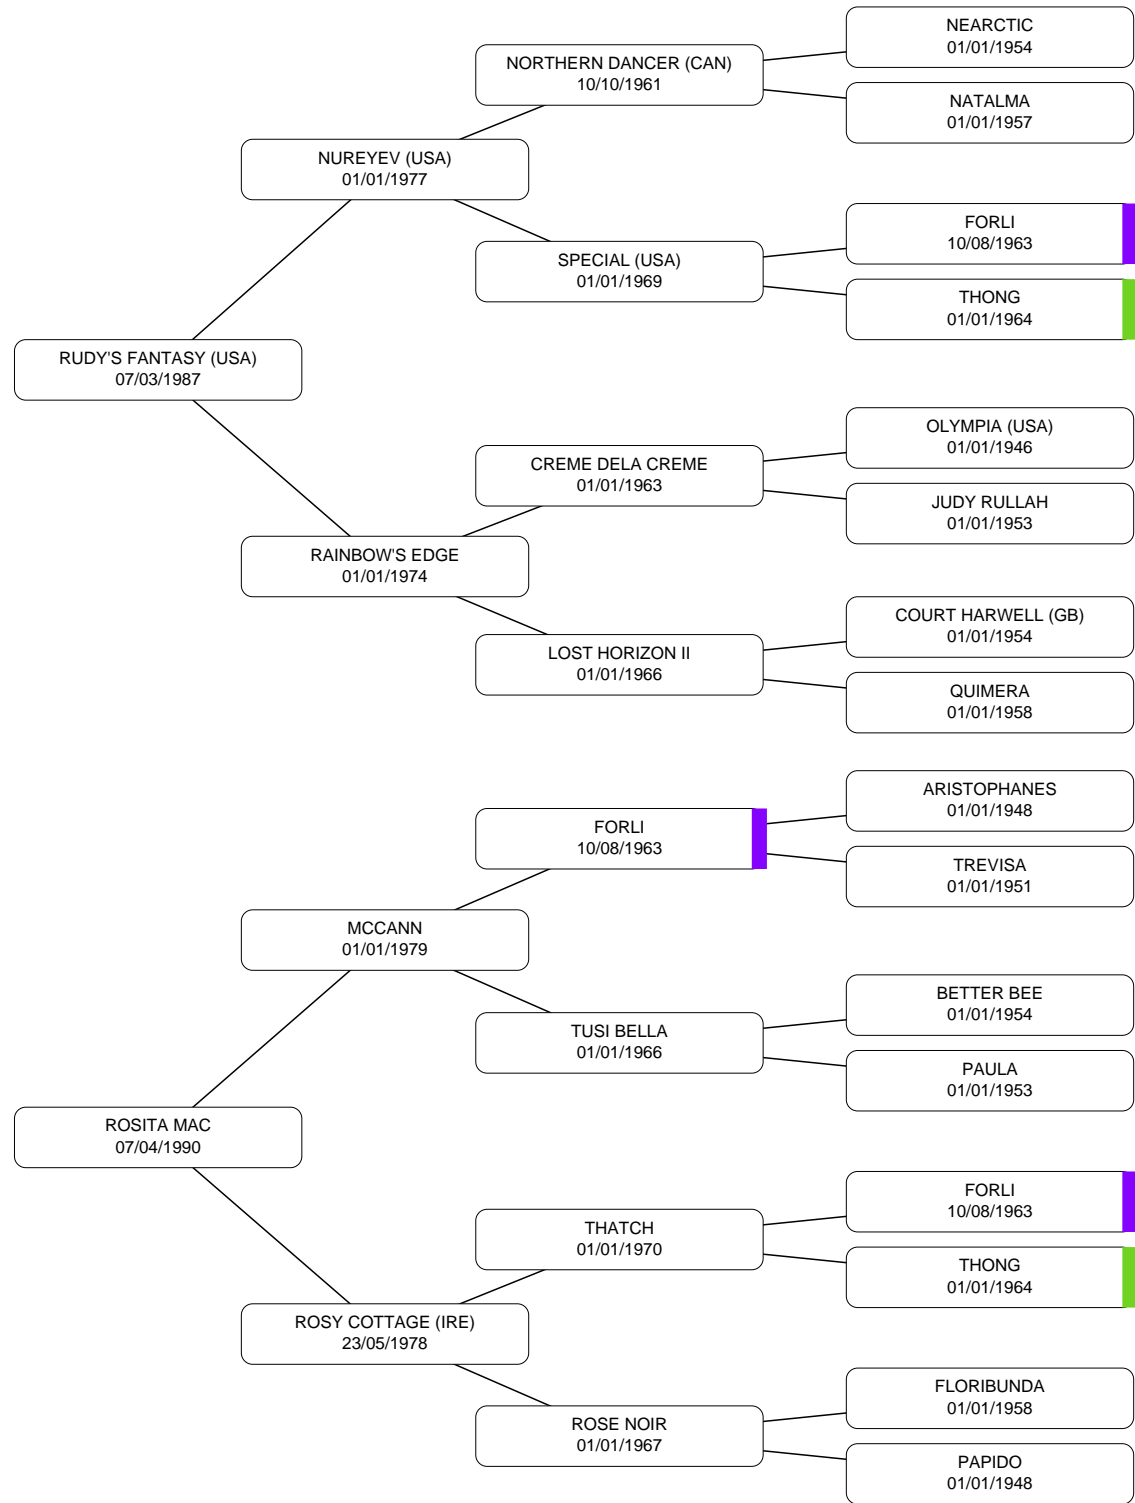 NEARCTIC
01/01/1954
NORTHERN DANCER (CAN)
10/10/1961
NATALMA
01/01/1957
NUREYEV (USA)
01/01/1977
FORLI
10/08/1963
SPECIAL (USA)
01/01/1969
THONG
01/01/1964
RUDY'S FANTASY (USA)
07/03/1987
OLYMPIA (USA)
01/01/1946
CREME DELA CREME
01/01/1963
JUDY RULLAH
01/01/1953
RAINBOW'S EDGE
01/01/1974
COURT HARWELL (GB)
01/01/1954
LOST HORIZON II
01/01/1966
QUIMERA
01/01/1958
ARISTOPHANES
01/01/1948
FORLI
10/08/1963
TREVISA
01/01/1951
MCCANN
01/01/1979
BETTER BEE
01/01/1954
TUSI BELLA
01/01/1966
PAULA
01/01/1953
ROSITA MAC
07/04/1990
FORLI
10/08/1963
THATCH
01/01/1970
THONG
01/01/1964
ROSY COTTAGE (IRE)
23/05/1978
FLORIBUNDA
01/01/1958
ROSE NOIR
01/01/1967
PAPIDO
01/01/1948